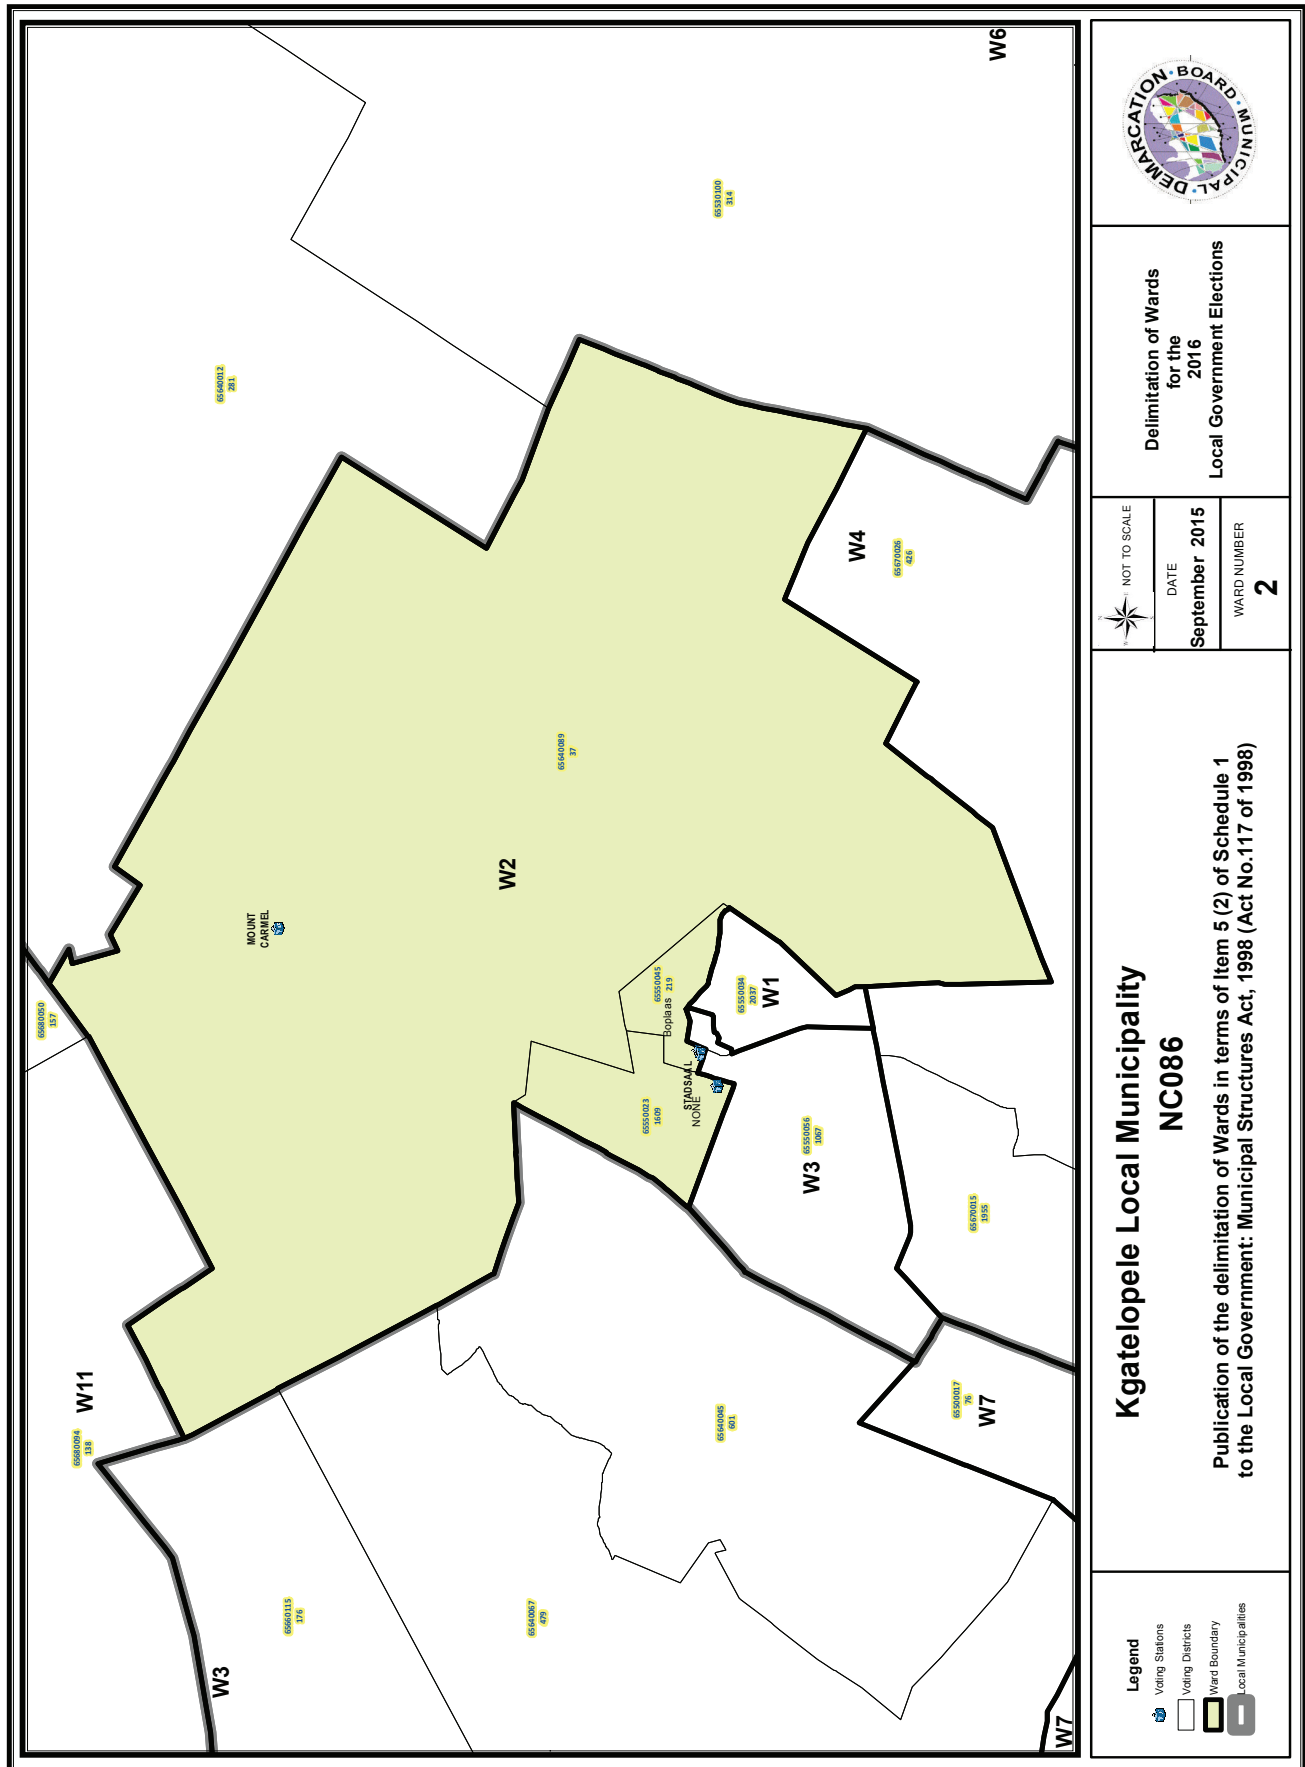 W6
65530100
314
65640012
281
W4
65670026
426
65640089
37
W2
MOUNT
CARMEL
65680050
157
65550045
219
Boplaas
65550034
2037
W1
STADSAAL
NONE
65550023
1609
65550056
1067
W3
65670015
1955
W11
65680094
138
65500017
76
W7
65640045
601
65660115
176
65640067
479
W3
W7
Legend
Voting Stations
Voting Districts
Ward Boundary
Local Municipalities
Kgatelopele Local Municipality
NC086
Publication of the delimitation of Wards in terms of Item 5 (2) of Schedule 1
to the Local Government: Municipal Structures Act, 1998 (Act No.117 of 1998)
NOT TO SCALE
DATE
September 2015
WARD NUMBER
2
Delimitation of Wards
for the
2016
Local Government Elections
MUNICIPAL • DEMARCATION • BOARD •